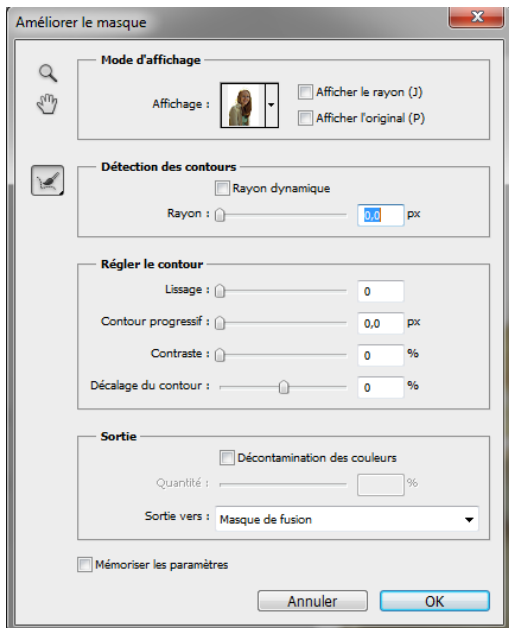 Améliorer le masque
Mode d'affichage
Affichage :
Afficher le rayon (J)
Afficher l'original (P)
Détection des contours
Rayon dynamique
Rayon : 0,0 px
Régler le contour
Lissage : 0
Contour progressif : 0,0 px
Contraste : 0 %
Décalage du contour : 0 %
Sortie
Décontamination des couleurs
Quantité : %
Sortie vers : Masque de fusion
Mémoriser les paramètres
Annuler OK